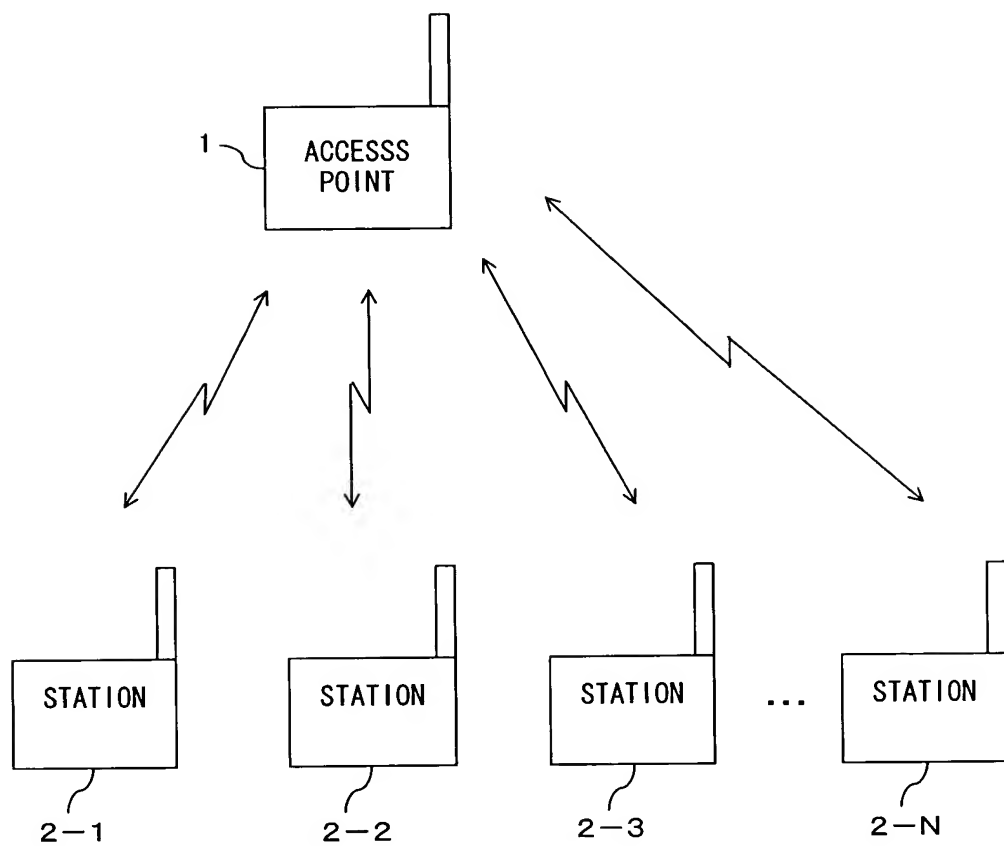 1
ACCESSS
POINT
STATION
STATION
STATION
...
STATION
2-1
2-2
2-3
2-N